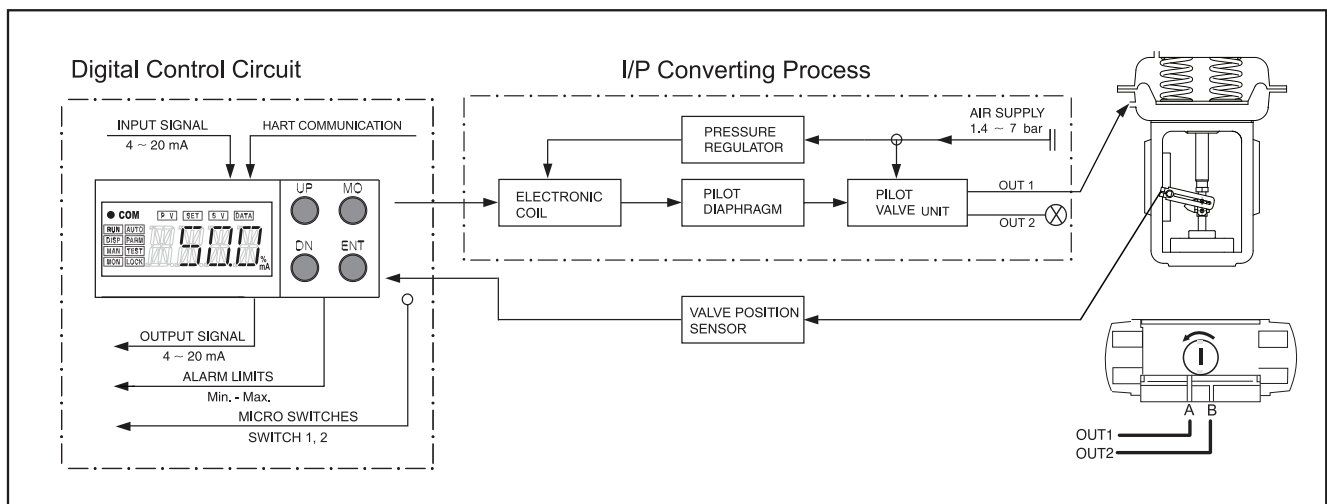 Digital Control Circuit
I/P Converting Process
INPUT SIGNAL
4 ~ 20 mA
HART COMMUNICATION
UP
MO
DN
ENT
COM
P V
SET
S V
DATA
RUN AUTO
DISP PARM
MAN TEST
MON LOCK
50.0
%
mA
OUTPUT SIGNAL
4 ~ 20 mA
ALARM LIMITS
Min. - Max.
MICRO SWITCHES
SWITCH 1, 2
PRESSURE
REGULATOR
AIR SUPPLY
1.4 ~ 7 bar
ELECTRONIC
COIL
PILOT
DIAPHRAGM
PILOT
VALVE UNIT
OUT 1
OUT 2
VALVE POSITION
SENSOR
A B
OUT1
OUT2